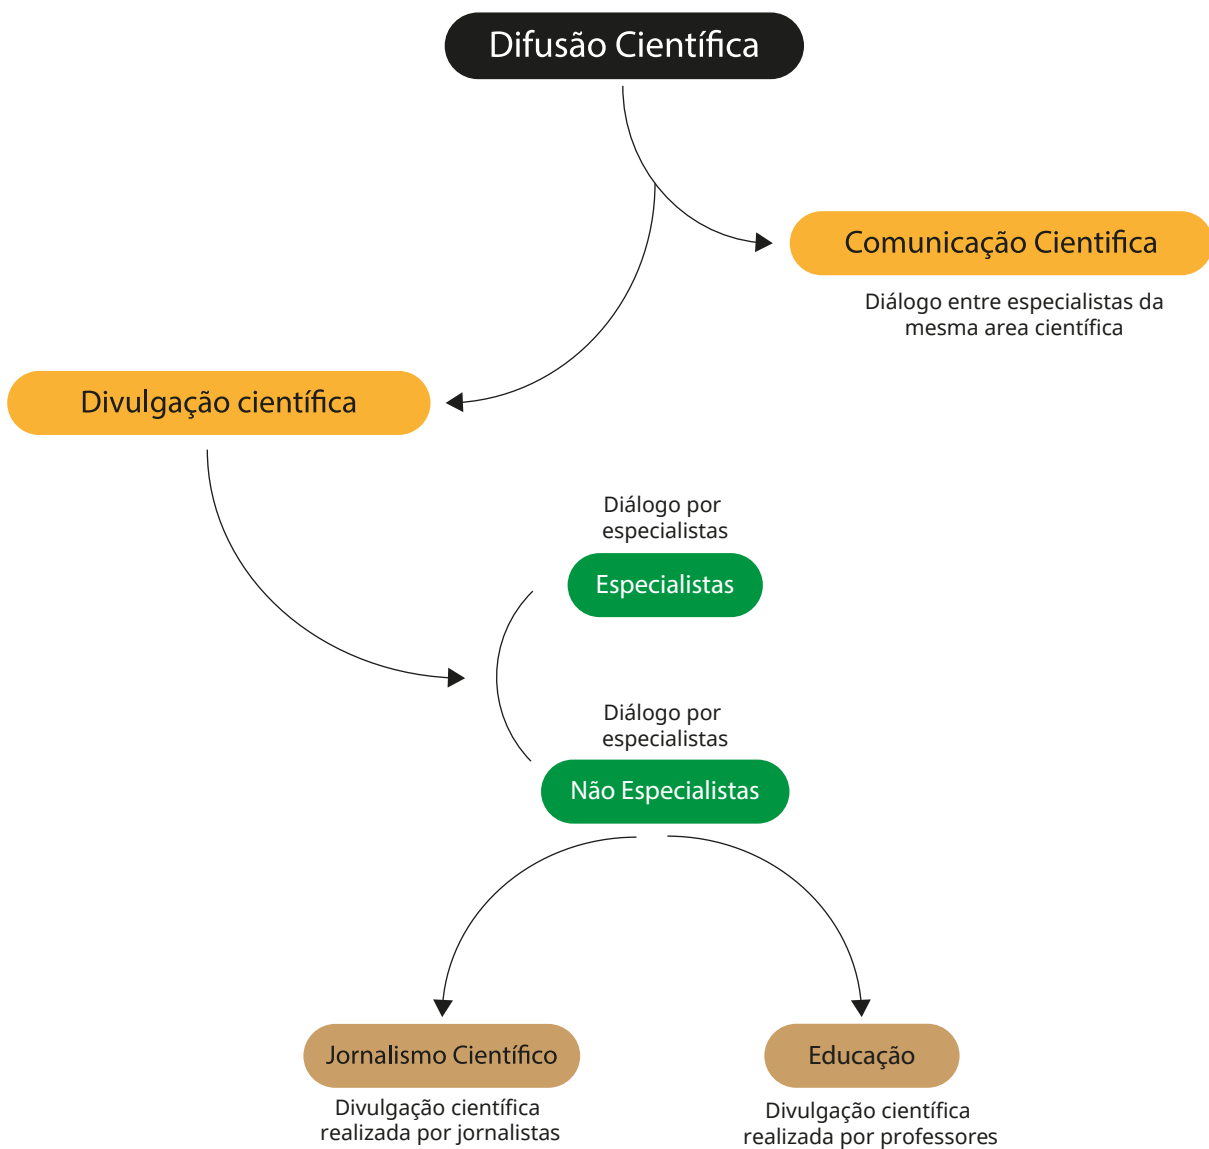 Difusão Científica
Comunicação Cientifica
Diálogo entre especialistas da
mesma area científica
Divulgação científica
Diálogo por
especialistas
Especialistas
Diálogo por
especialistas
Não Especialistas
Jornalismo Científico
Divulgação científica
realizada por jornalistas
Educação
Divulgação científica
realizada por professores